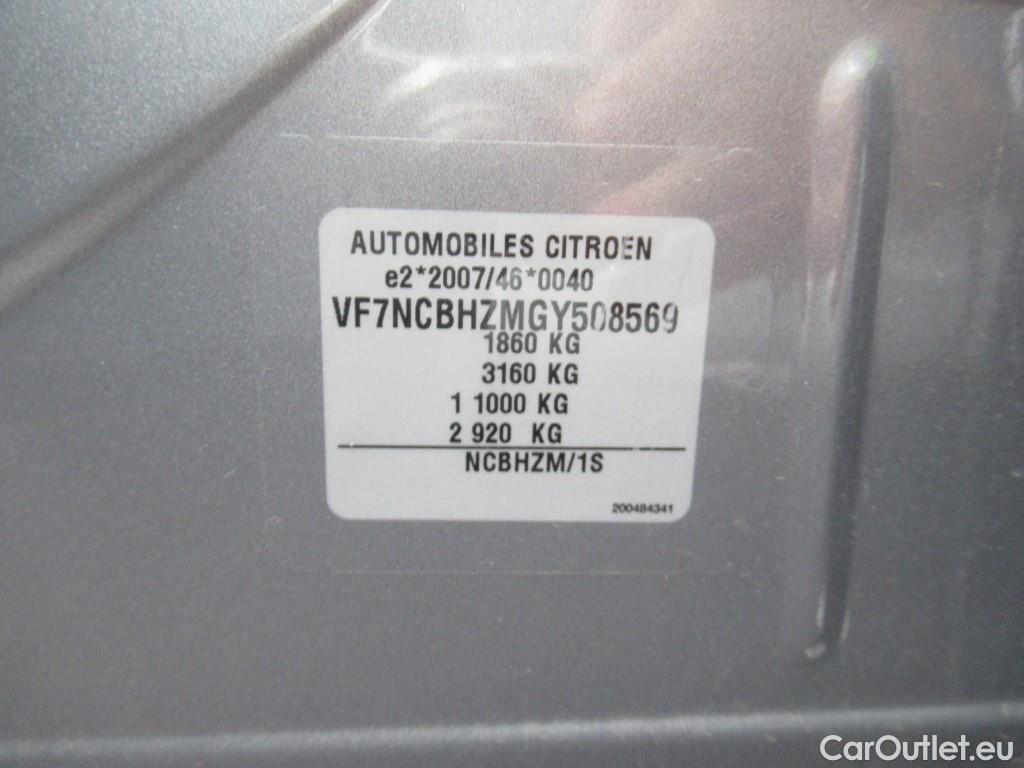 AUTOMOBILES CITROEN
e2*2007/46*0040
VF7NCBHZMGY508569
1860 KG
3160 KG
1 1000 KG
2 920 KG
NCBHZM/1S
200484341
CarOutlet.eu